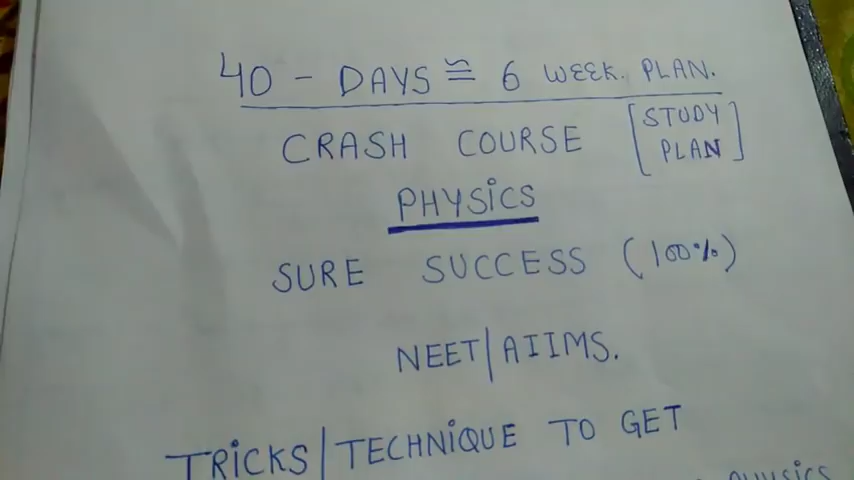 40 - DAYS ≅ 6 WEEK. PLAN.
CRASH COURSE [STUDY PLAN]
PHYSICS
SURE SUCCESS (100%)
NEET|AIIMS.
TRICKS|TECHNIQUE TO GET
PHYSICS